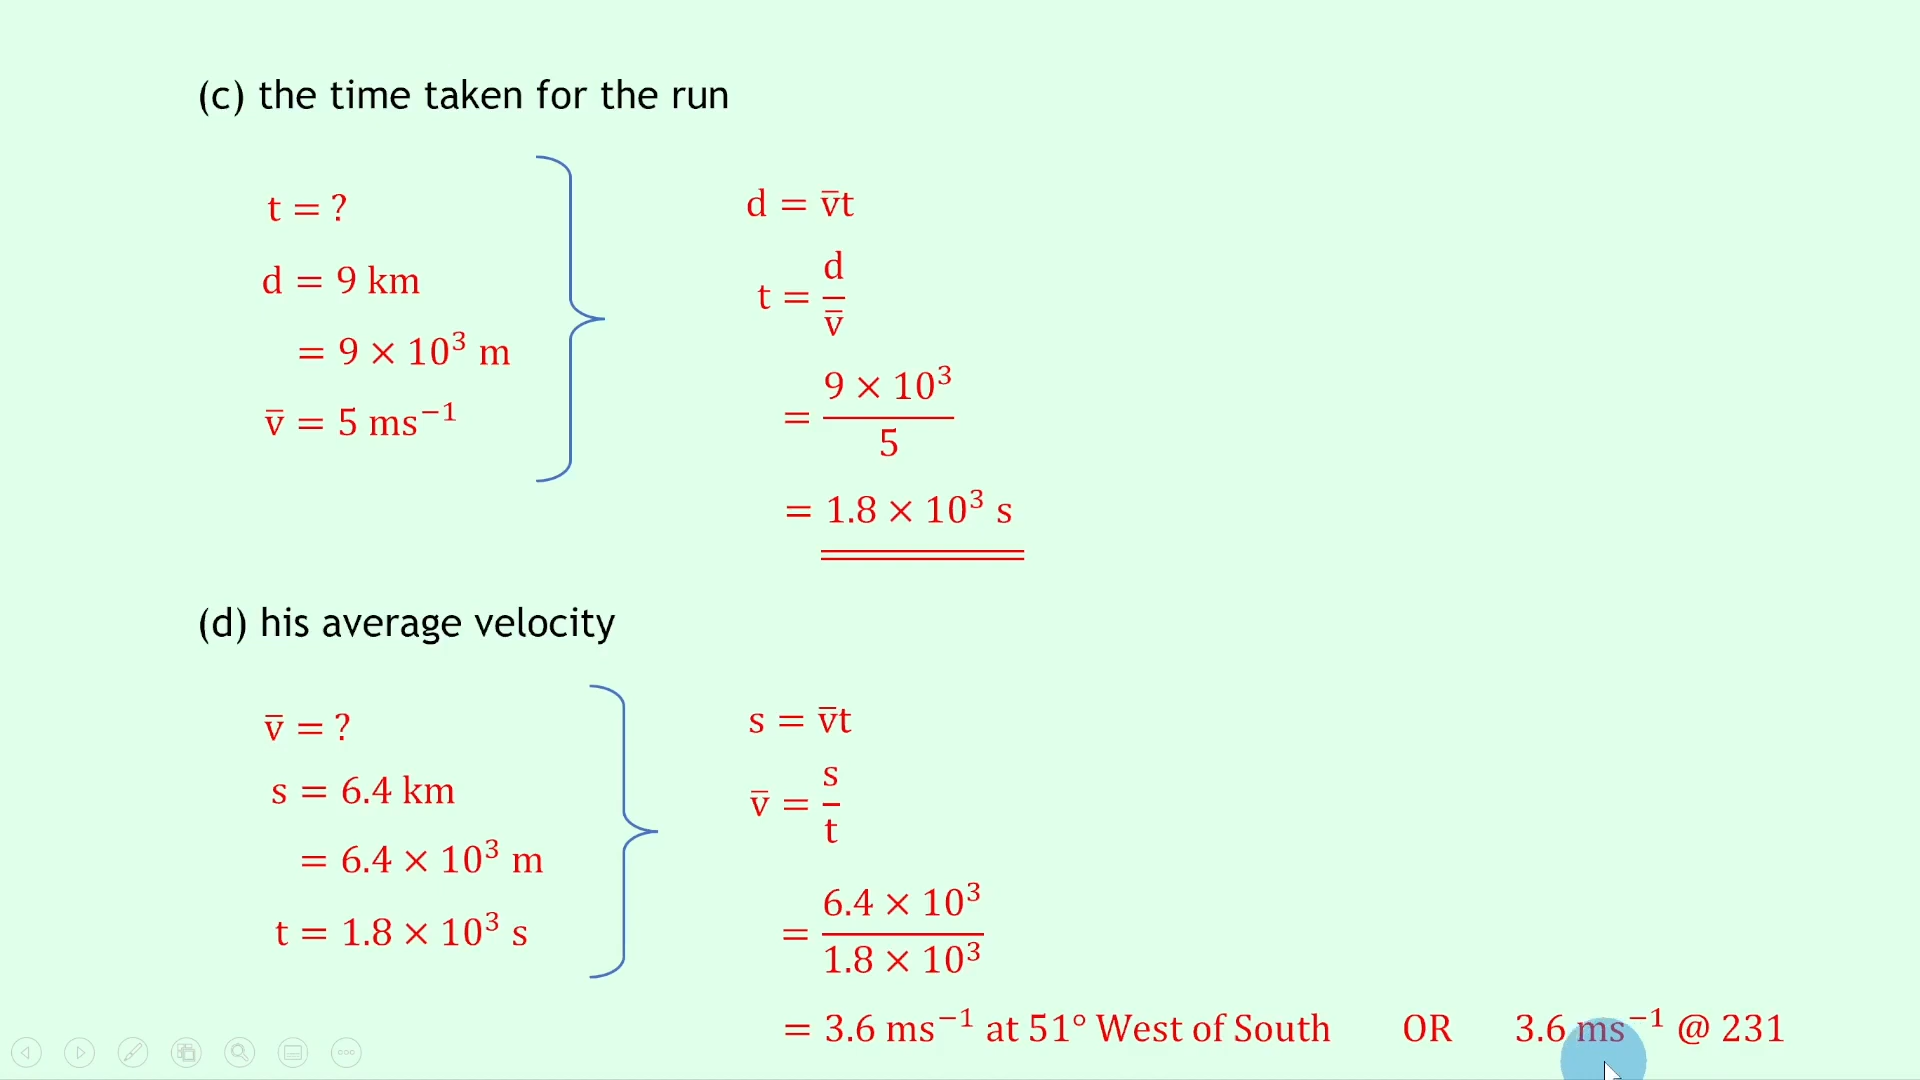 (c) the time taken for the run
t = ?
d = 9 km
= 9 × 10³ m
v̅ = 5 ms⁻¹
d = v̅t
t = d/v̅
= 9 × 10³/5
= 1.8 × 10³ s
(d) his average velocity
v̅ = ?
s = 6.4 km
= 6.4 × 10³ m
t = 1.8 × 10³ s
s = v̅t
v̅ = s/t
= 6.4 × 10³/1.8 × 10³
= 3.6 ms⁻¹ at 51° West of South OR 3.6 ms⁻¹ @ 231